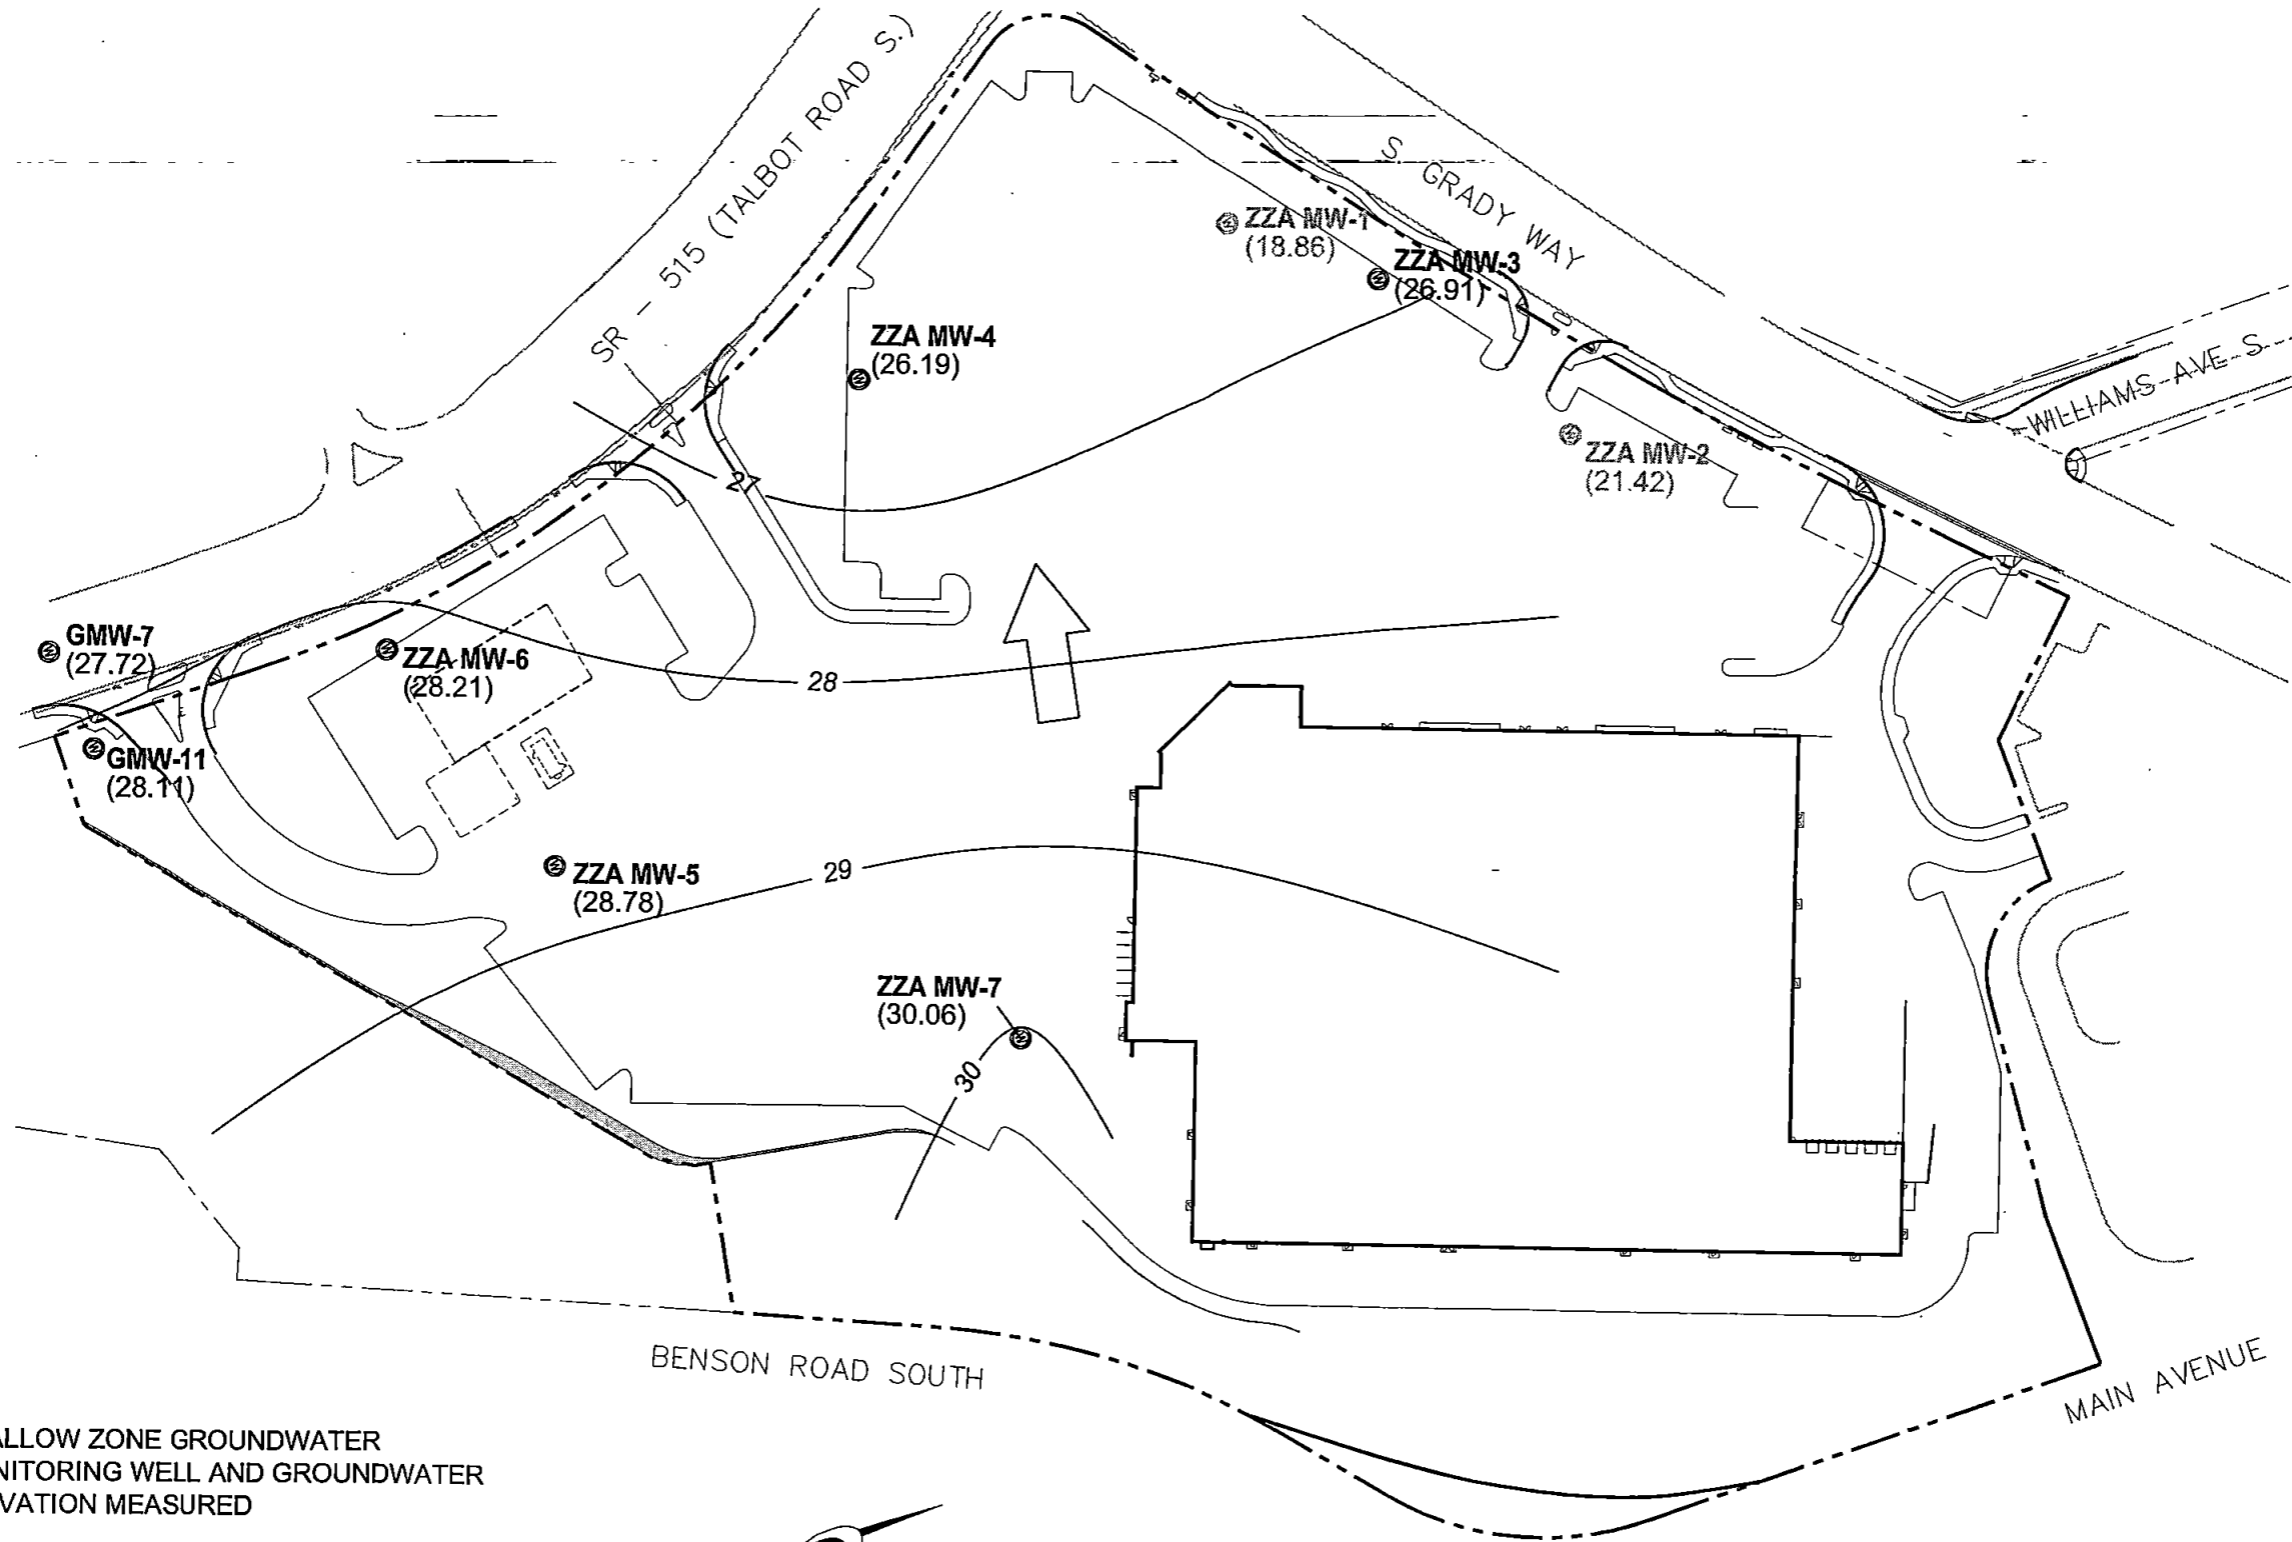 SR - 515 (TALBOT ROAD S.)
S. GRADY WAY
WILLIAMS AVE S.
ZZA MW-1
(18.86)
ZZA MW-3
(26.91)
ZZA MW-4
(26.19)
ZZA MW-2
(21.42)
27
GMW-7
(27.72)
ZZA MW-6
(28.21)
28
GMW-11
(28.11)
ZZA MW-5
(28.78)
29
ZZA MW-7
(30.06)
30
BENSON ROAD SOUTH
MAIN AVENUE
ALLOW ZONE GROUNDWATER
NITORING WELL AND GROUNDWATER
VATION MEASURED